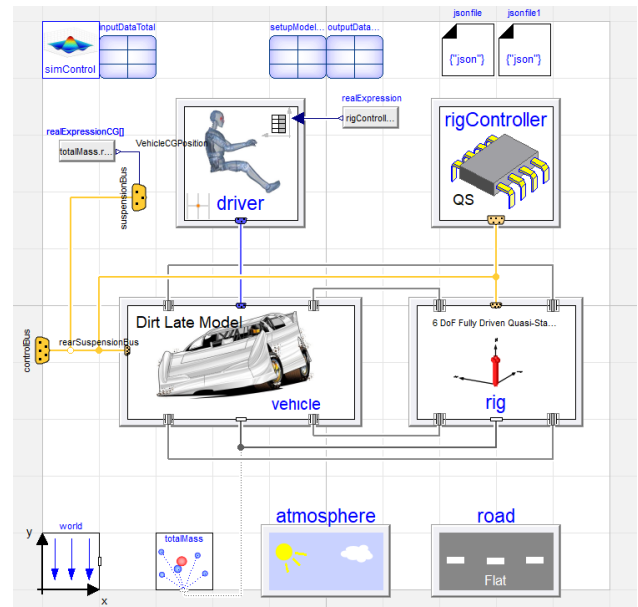 jsonfile
jsonfile1
inputDataTotal
setupModel...
outputData...
simControl
{"json"}
{"json"}
realExpression
rigControll...
rigController
realExpressionCG[]
totalMass.r...
VehicleCGPosition
suspensionBus
driver
QS
Dirt Late Model
6 DoF Fully Driven Quasi-Sta...
controlBus
rearSuspensionBus
vehicle
rig
atmosphere
road
world
totalMass
y
x
Flat